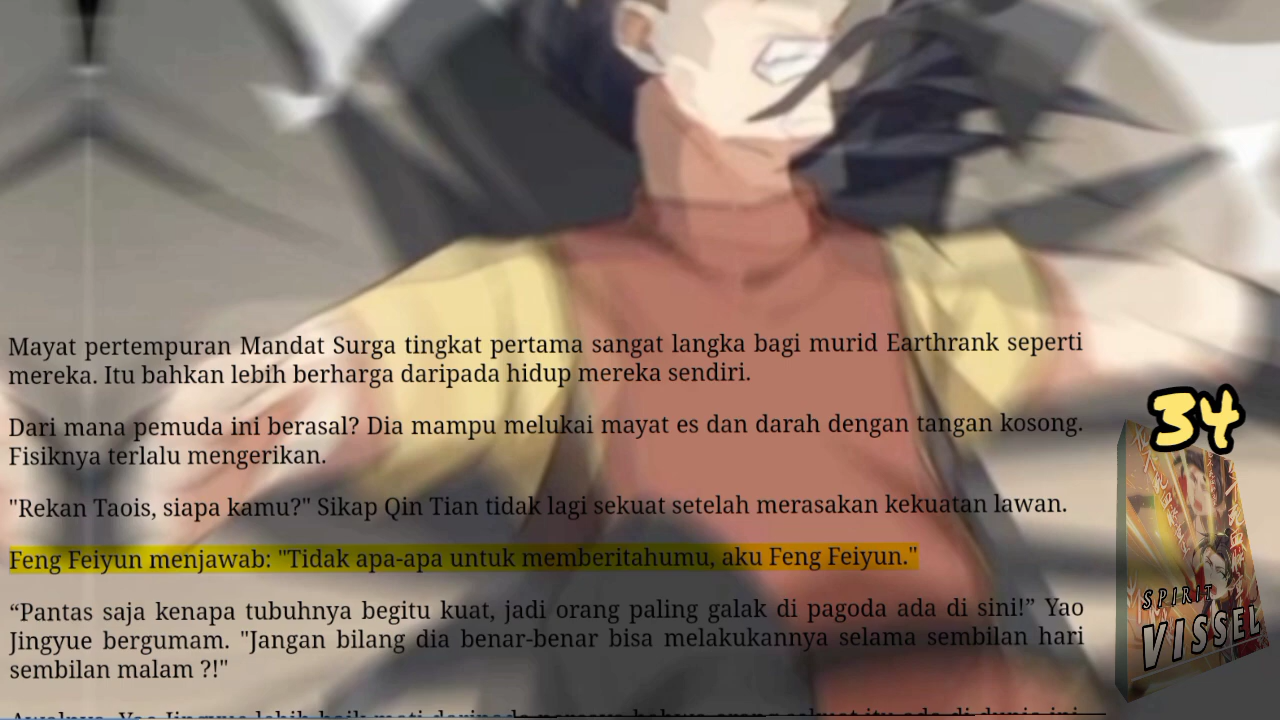 Mayat pertempuran Mandat Surga tingkat pertama sangat langka bagi murid Earthrank seperti
mereka. Itu bahkan lebih berharga daripada hidup mereka sendiri.
Dari mana pemuda ini berasal? Dia mampu melukai mayat es dan darah dengan tangan kosong.
Fisiknya terlalu mengerikan.
"Rekan Taois, siapa kamu?" Sikap Qin Tian tidak lagi sekuat setelah merasakan kekuatan lawan.
Feng Feiyun menjawab: "Tidak apa-apa untuk memberitahumu, aku Feng Feiyun."
“Pantas saja kenapa tubuhnya begitu kuat, jadi orang paling galak di pagoda ada di sini!” Yao
Jingyue bergumam. "Jangan bilang dia benar-benar bisa melakukannya selama sembilan hari
sembilan malam ?!"
34
SPIRIT
VISSEL